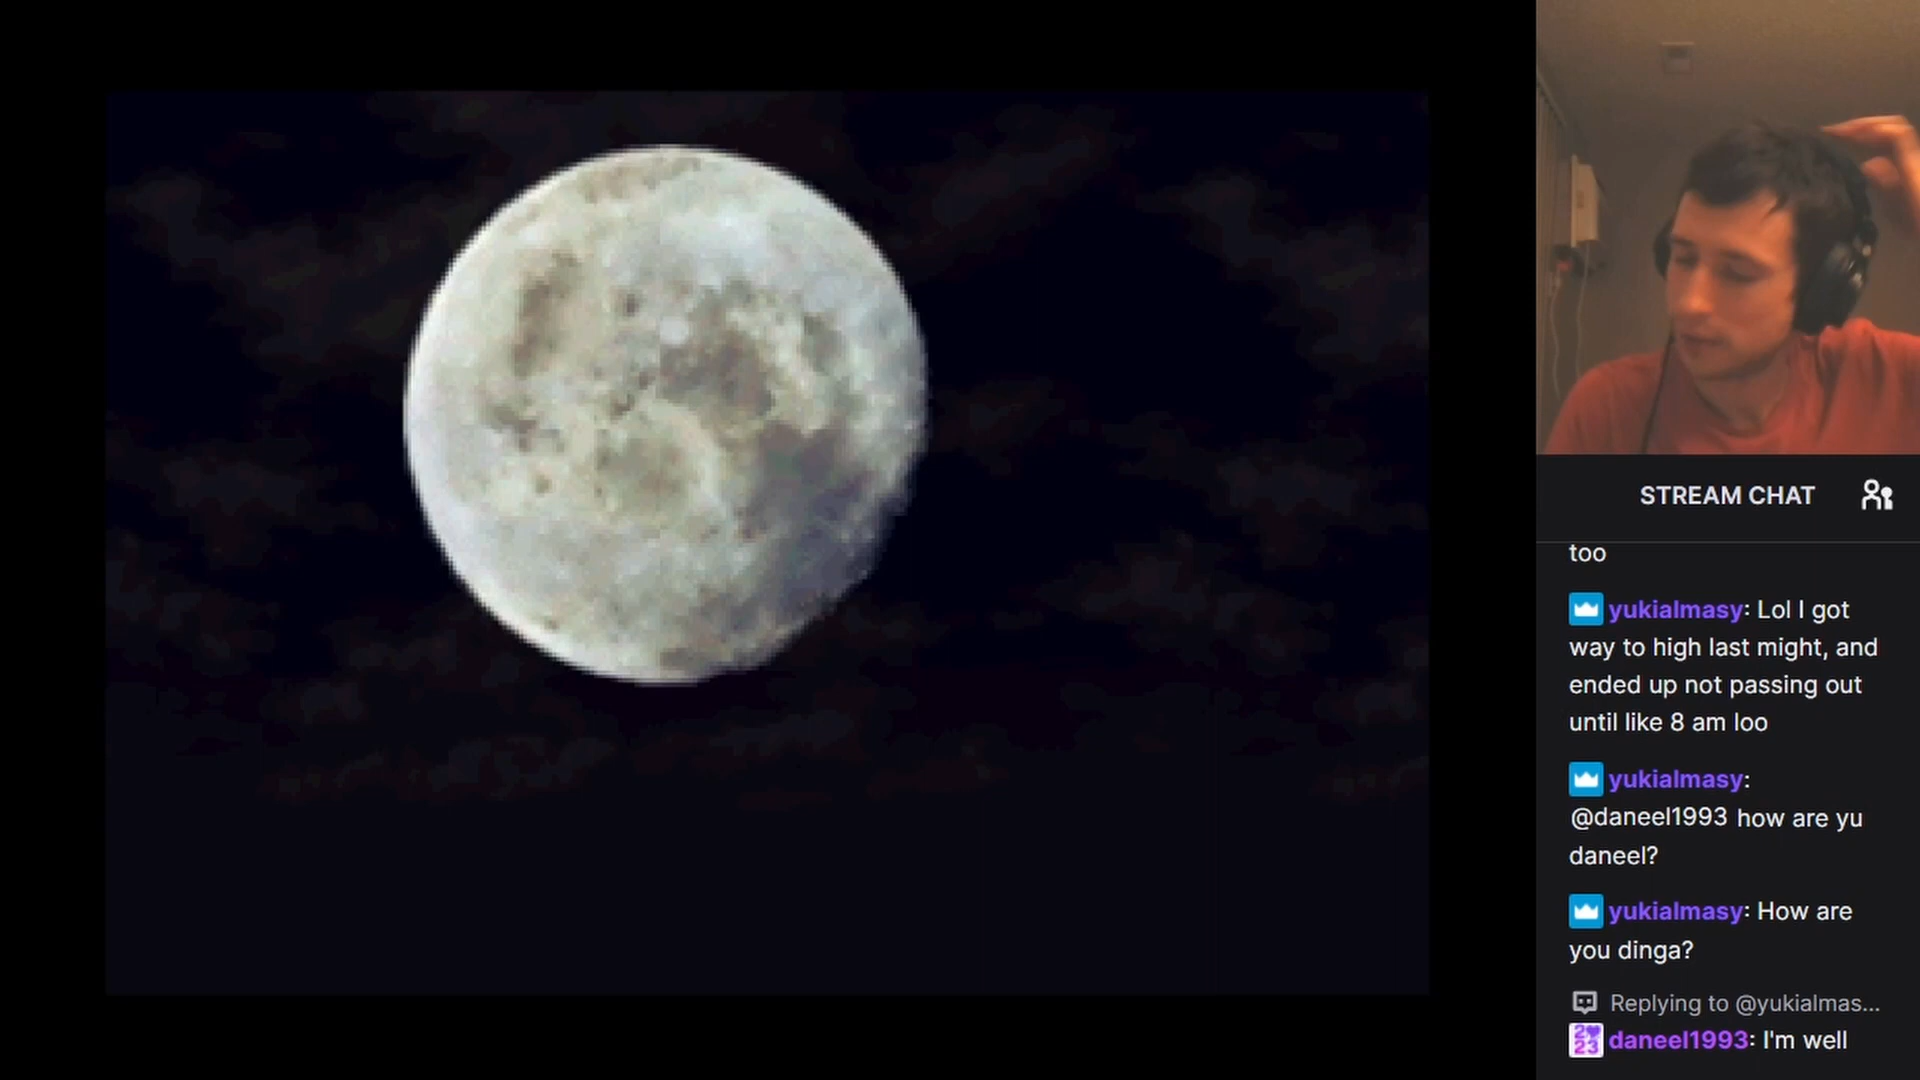 STREAM CHAT
too
yukialmasy: Lol I got
way to high last might, and
ended up not passing out
until like 8 am loo
yukialmasy:
@daneel1993 how are yu
daneel?
yukialmasy: How are
you dinga?
Replying to @yukialmas...
2023 daneel1993: I'm well